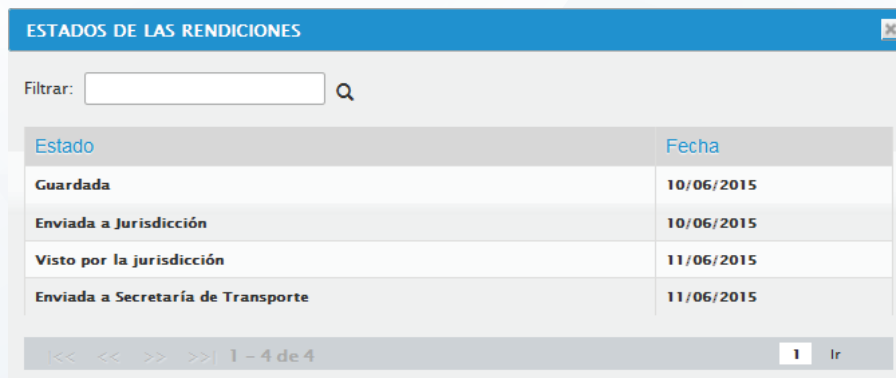 ESTADOS DE LAS RENDICIONES
Filtrar:
Estado Fecha
Guardada 10/06/2015
Enviada a Jurisdicción 10/06/2015
Visto por la jurisdicción 11/06/2015
Enviada a Secretaría de Transporte 11/06/2015
|<< << >> >>| 1 - 4 de 4 1 Ir